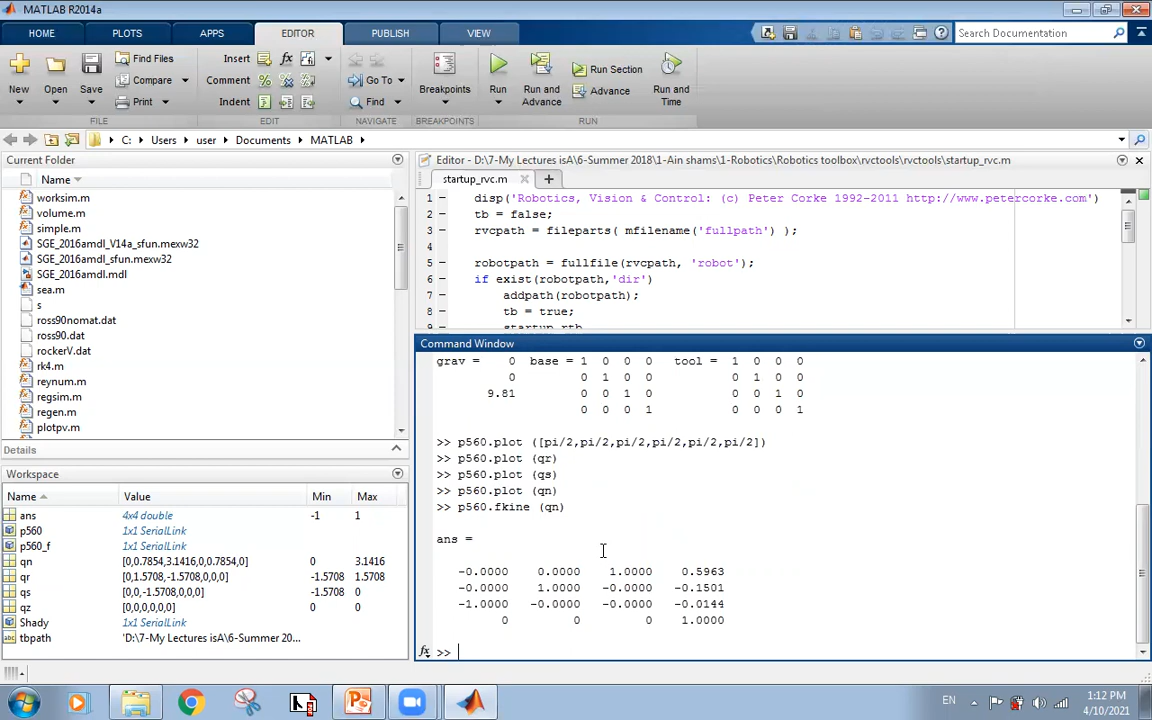 MATLAB R2014a
HOME PLOTS APPS EDITOR PUBLISH VIEW Search Documentation
New Open Save Find Files Compare Print
Insert fx Comment % Indent
Go To Find
Breakpoints
Run Run and Advance Run Section Advance Run and Time
FILE EDIT NAVIGATE BREAKPOINTS RUN
C: Users user Documents MATLAB
Current Folder
Name
worksim.m
volume.m
simple.m
SGE_2016amdl_V14a_sfun.mexw32
SGE_2016amdl_sfun.mexw32
SGE_2016amdl.mdl
sea.m
s
ross90nomat.dat
ross90.dat
rockerV.dat
rk4.m
reynum.m
regsim.m
regen.m
plotpv.m
Details
Workspace
Name Value Min Max
ans 4x4 double -1 1
p560 1x1 SerialLink
p560_f 1x1 SerialLink
qn [0,0.7854,3.1416,0,0.7854,0] 0 3.1416
qr [0,1.5708,-1.5708,0,0,0] -1.5708 1.5708
qs [0,0,-1.5708,0,0,0] -1.5708 0
qz [0,0,0,0,0,0] 0 0
Shady 1x1 SerialLink
tbpath 'D:\7-My Lectures isA\6-Summer 20...
Editor - D:\7-My Lectures isA\6-Summer 2018\1-Ain shams\1-Robotics\Robotics toolbox\rvctools\rvctools\startup_rvc.m
startup_rvc.m
1 disp('Robotics, Vision & Control: (c) Peter Corke 1992-2011 http://www.petercorke.com')
2 tb = false;
3 rvcpath = fileparts( mfilename('fullpath') );
4
5 robotpath = fullfile(rvcpath, 'robot');
6 if exist(robotpath,'dir')
7 addpath(robotpath);
8 tb = true;
9 startup_rtb
Command Window
grav = 0 base = 1 0 0 0 tool = 1 0 0 0
0 0 1 0 0 0 1 0 0
9.81 0 0 1 0 0 0 1 0
0 0 0 1 0 0 0 1
>> p560.plot ([pi/2,pi/2,pi/2,pi/2,pi/2,pi/2])
>> p560.plot (qr)
>> p560.plot (qs)
>> p560.plot (qn)
>> p560.fkine (qn)
ans =
-0.0000 0.0000 1.0000 0.5963
-0.0000 1.0000 -0.0000 -0.1501
-1.0000 -0.0000 -0.0000 -0.0144
0 0 0 1.0000
fx >>
EN 1:12 PM
4/10/2021